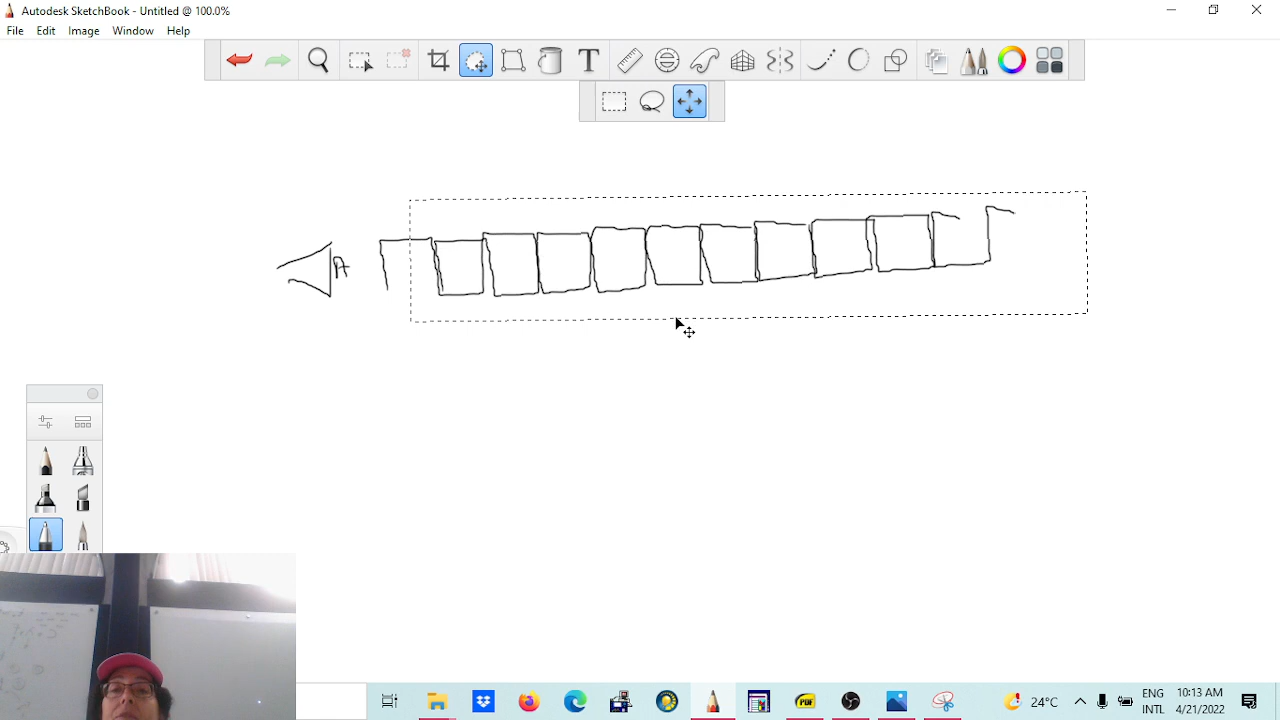 Autodesk SketchBook - Untitled @ 100.0%
File Edit Image Window Help
T
A
PDF
24°C
ENG
INTL
10:13 AM
4/21/2022